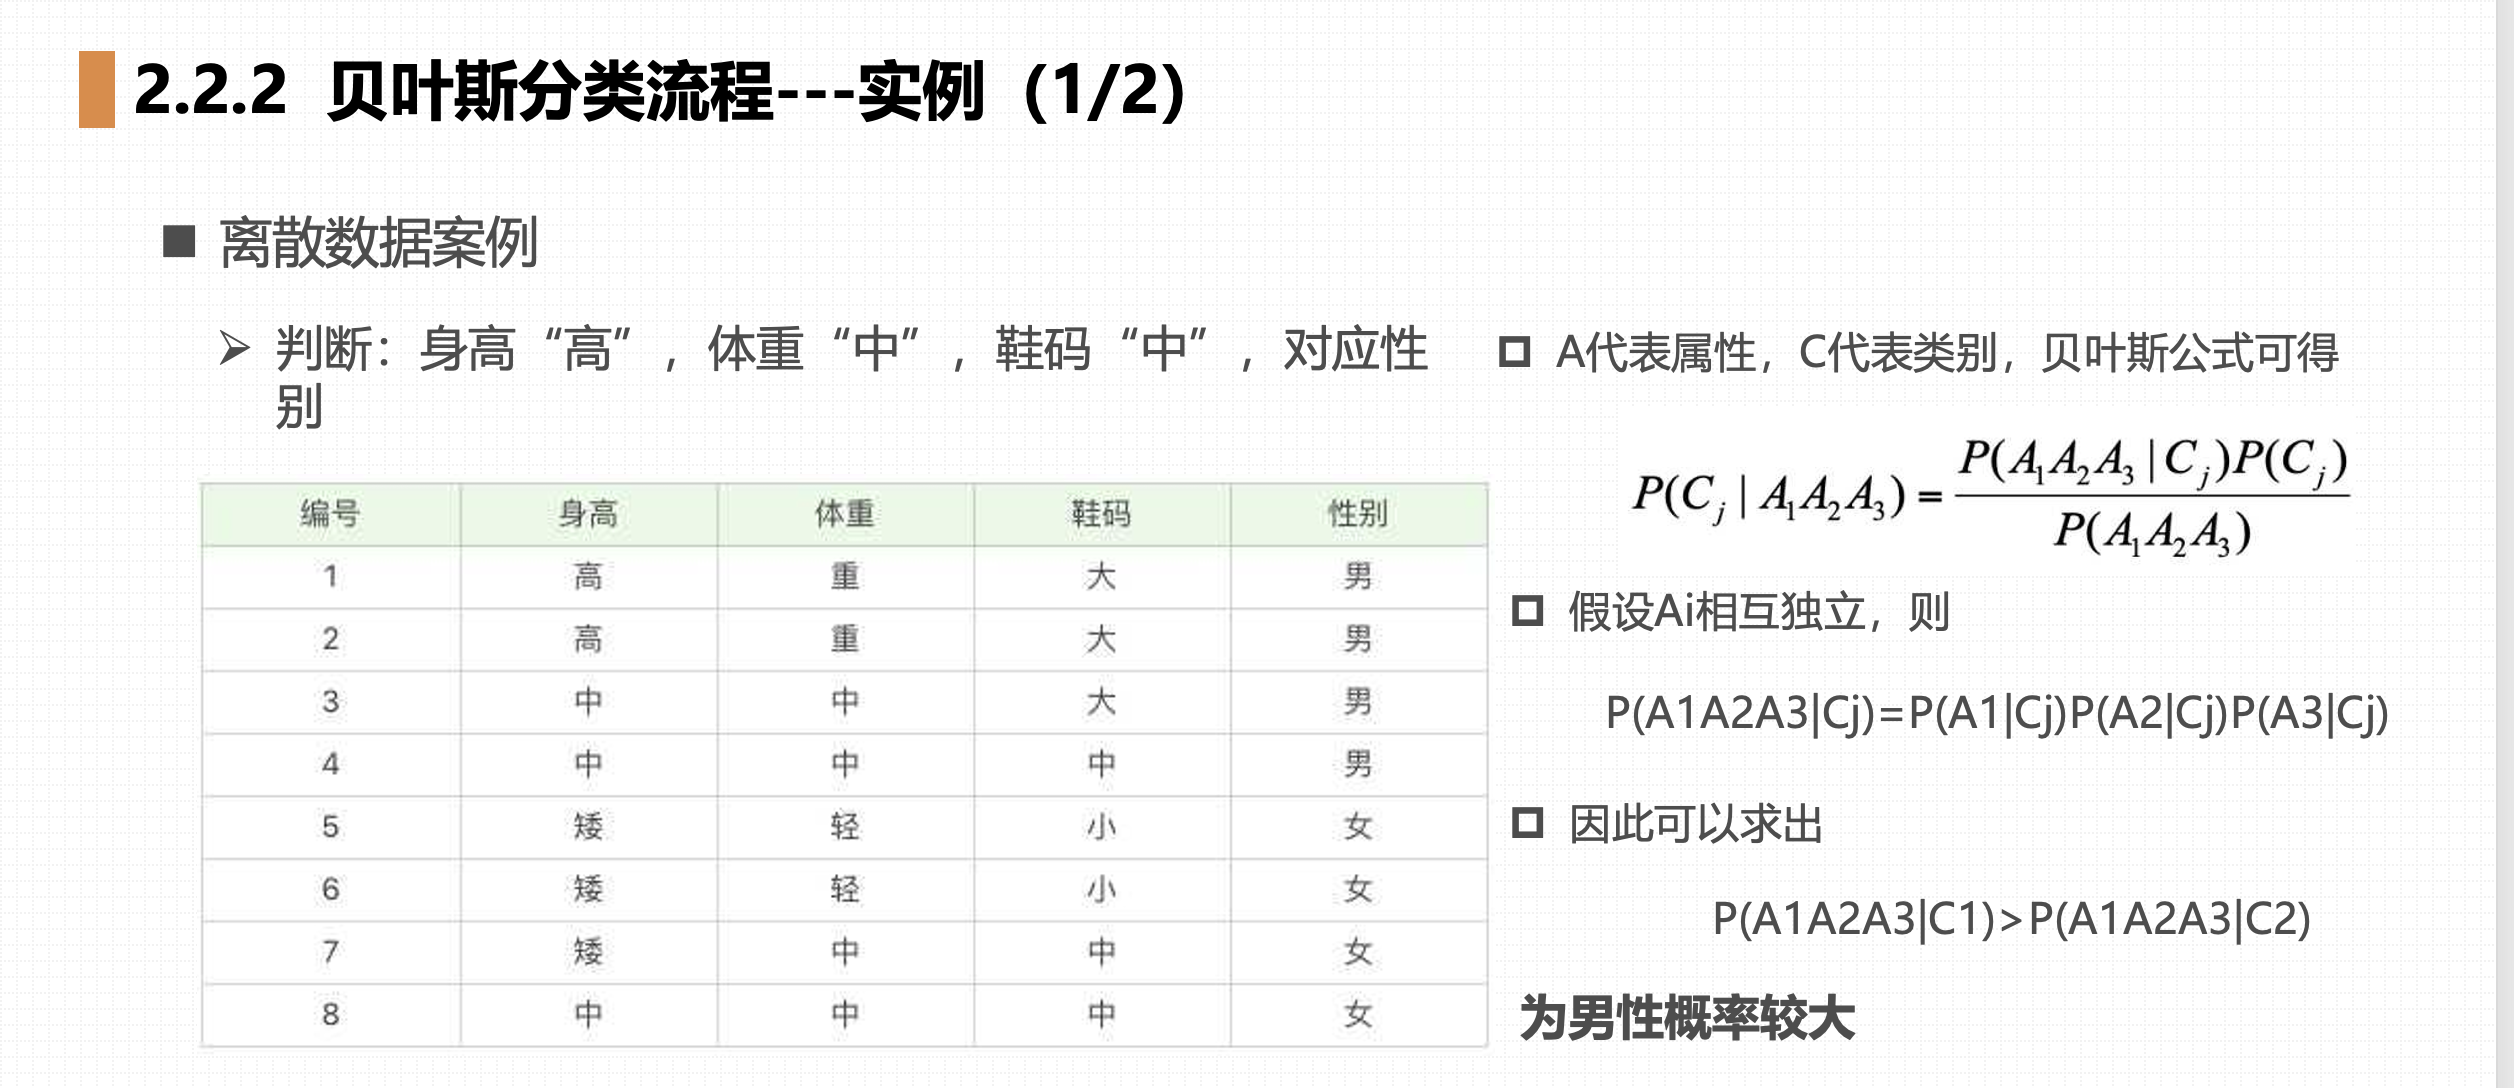 2.2.2 贝叶斯分类流程---实例（1/2）
离散数据案例
判断：身高“高”，体重“中”，鞋码“中”，对应性
别
编号 身高 体重 鞋码 性别
1 高 重 大 男
2 高 重 大 男
3 中 中 大 男
4 中 中 中 男
5 矮 轻 小 女
6 矮 轻 小 女
7 矮 中 中 女
8 中 中 中 女
A代表属性，C代表类别，贝叶斯公式可得
P(C_j | A_1A_2A_3) = P(A_1A_2A_3 | C_j)P(C_j) / P(A_1A_2A_3)
假设Ai相互独立，则
P(A1A2A3|Cj)=P(A1|Cj)P(A2|Cj)P(A3|Cj)
因此可以求出
P(A1A2A3|C1)>P(A1A2A3|C2)
为男性概率较大